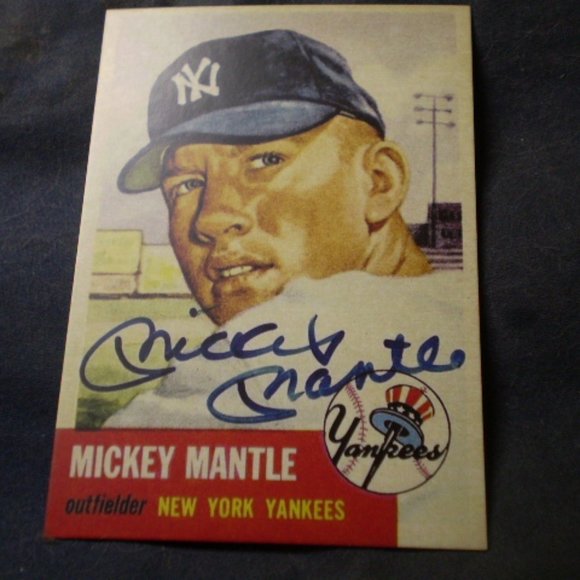 NY
Mickey
Mantle
Yankees
MICKEY MANTLE
outfielder NEW YORK YANKEES